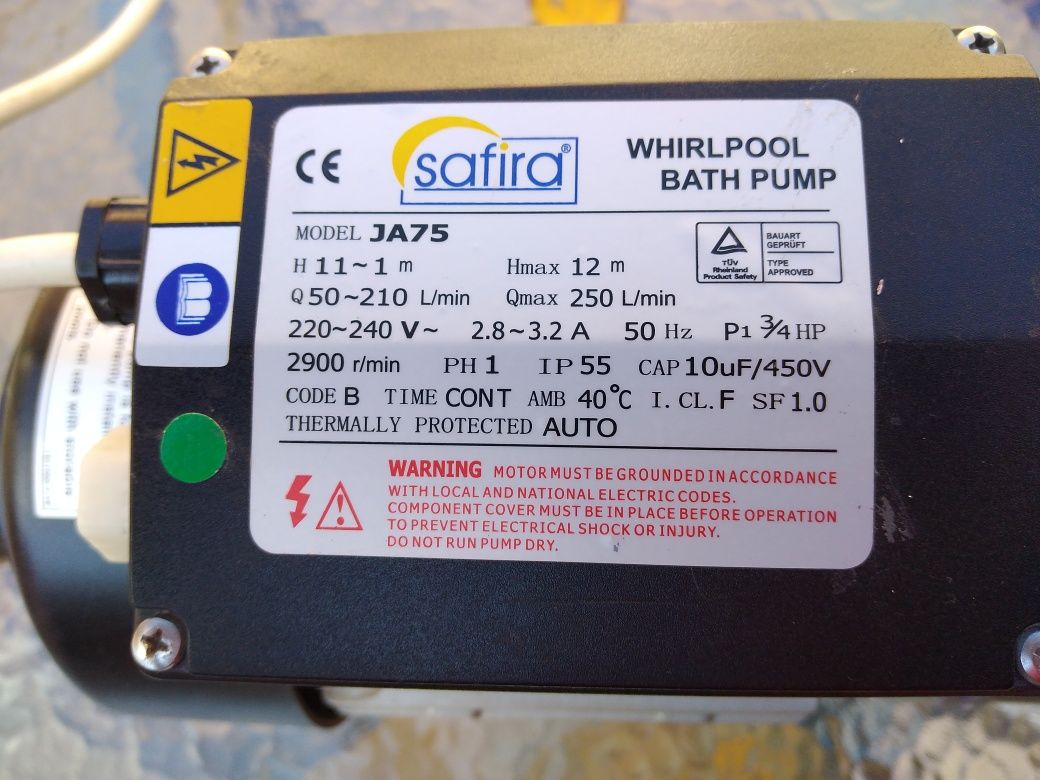 CE safira® WHIRLPOOL
BATH PUMP
MODEL JA75
H 11~1 m Hmax 12 m
Q 50~210 L/min Qmax 250 L/min
TÜV
Rheinland
Product Safety
BAUART
GEPRÜFT
TYPE
APPROVED
220~240 V~ 2.8~3.2 A 50 Hz P1 3/4 HP
2900 r/min PH 1 IP 55 CAP 10uF/450V
CODE B TIME CONT AMB 40°C I.CL.F SF 1.0
THERMALLY PROTECTED AUTO
WARNING MOTOR MUST BE GROUNDED IN ACCORDANCE
WITH LOCAL AND NATIONAL ELECTRIC CODES.
COMPONENT COVER MUST BE IN PLACE BEFORE OPERATION
TO PREVENT ELECTRICAL SHOCK OR INJURY.
DO NOT RUN PUMP DRY.